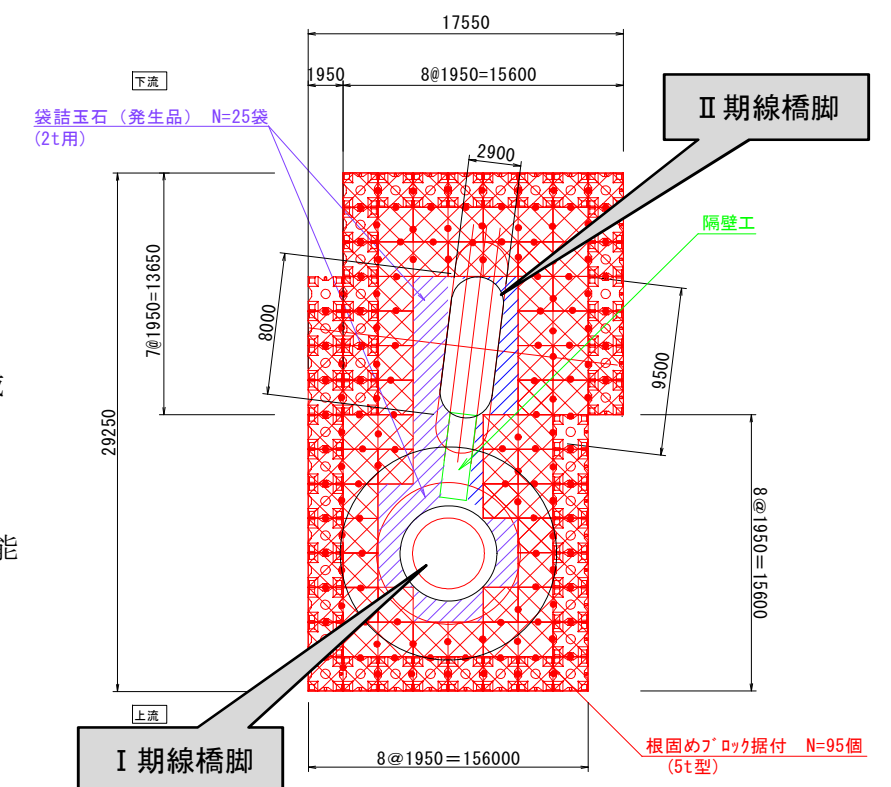 17550
1950
8@1950=15600
下流
Ⅱ期線橋脚
袋詰玉石（発生品） N=25袋
(2t用)
2900
隔壁工
7@1950=13650
8000
9500
29250
能
8@1950＝15600
上流
Ⅰ期線橋脚
8@1950＝156000
根固めブロック据付 N=95個
(5t型)